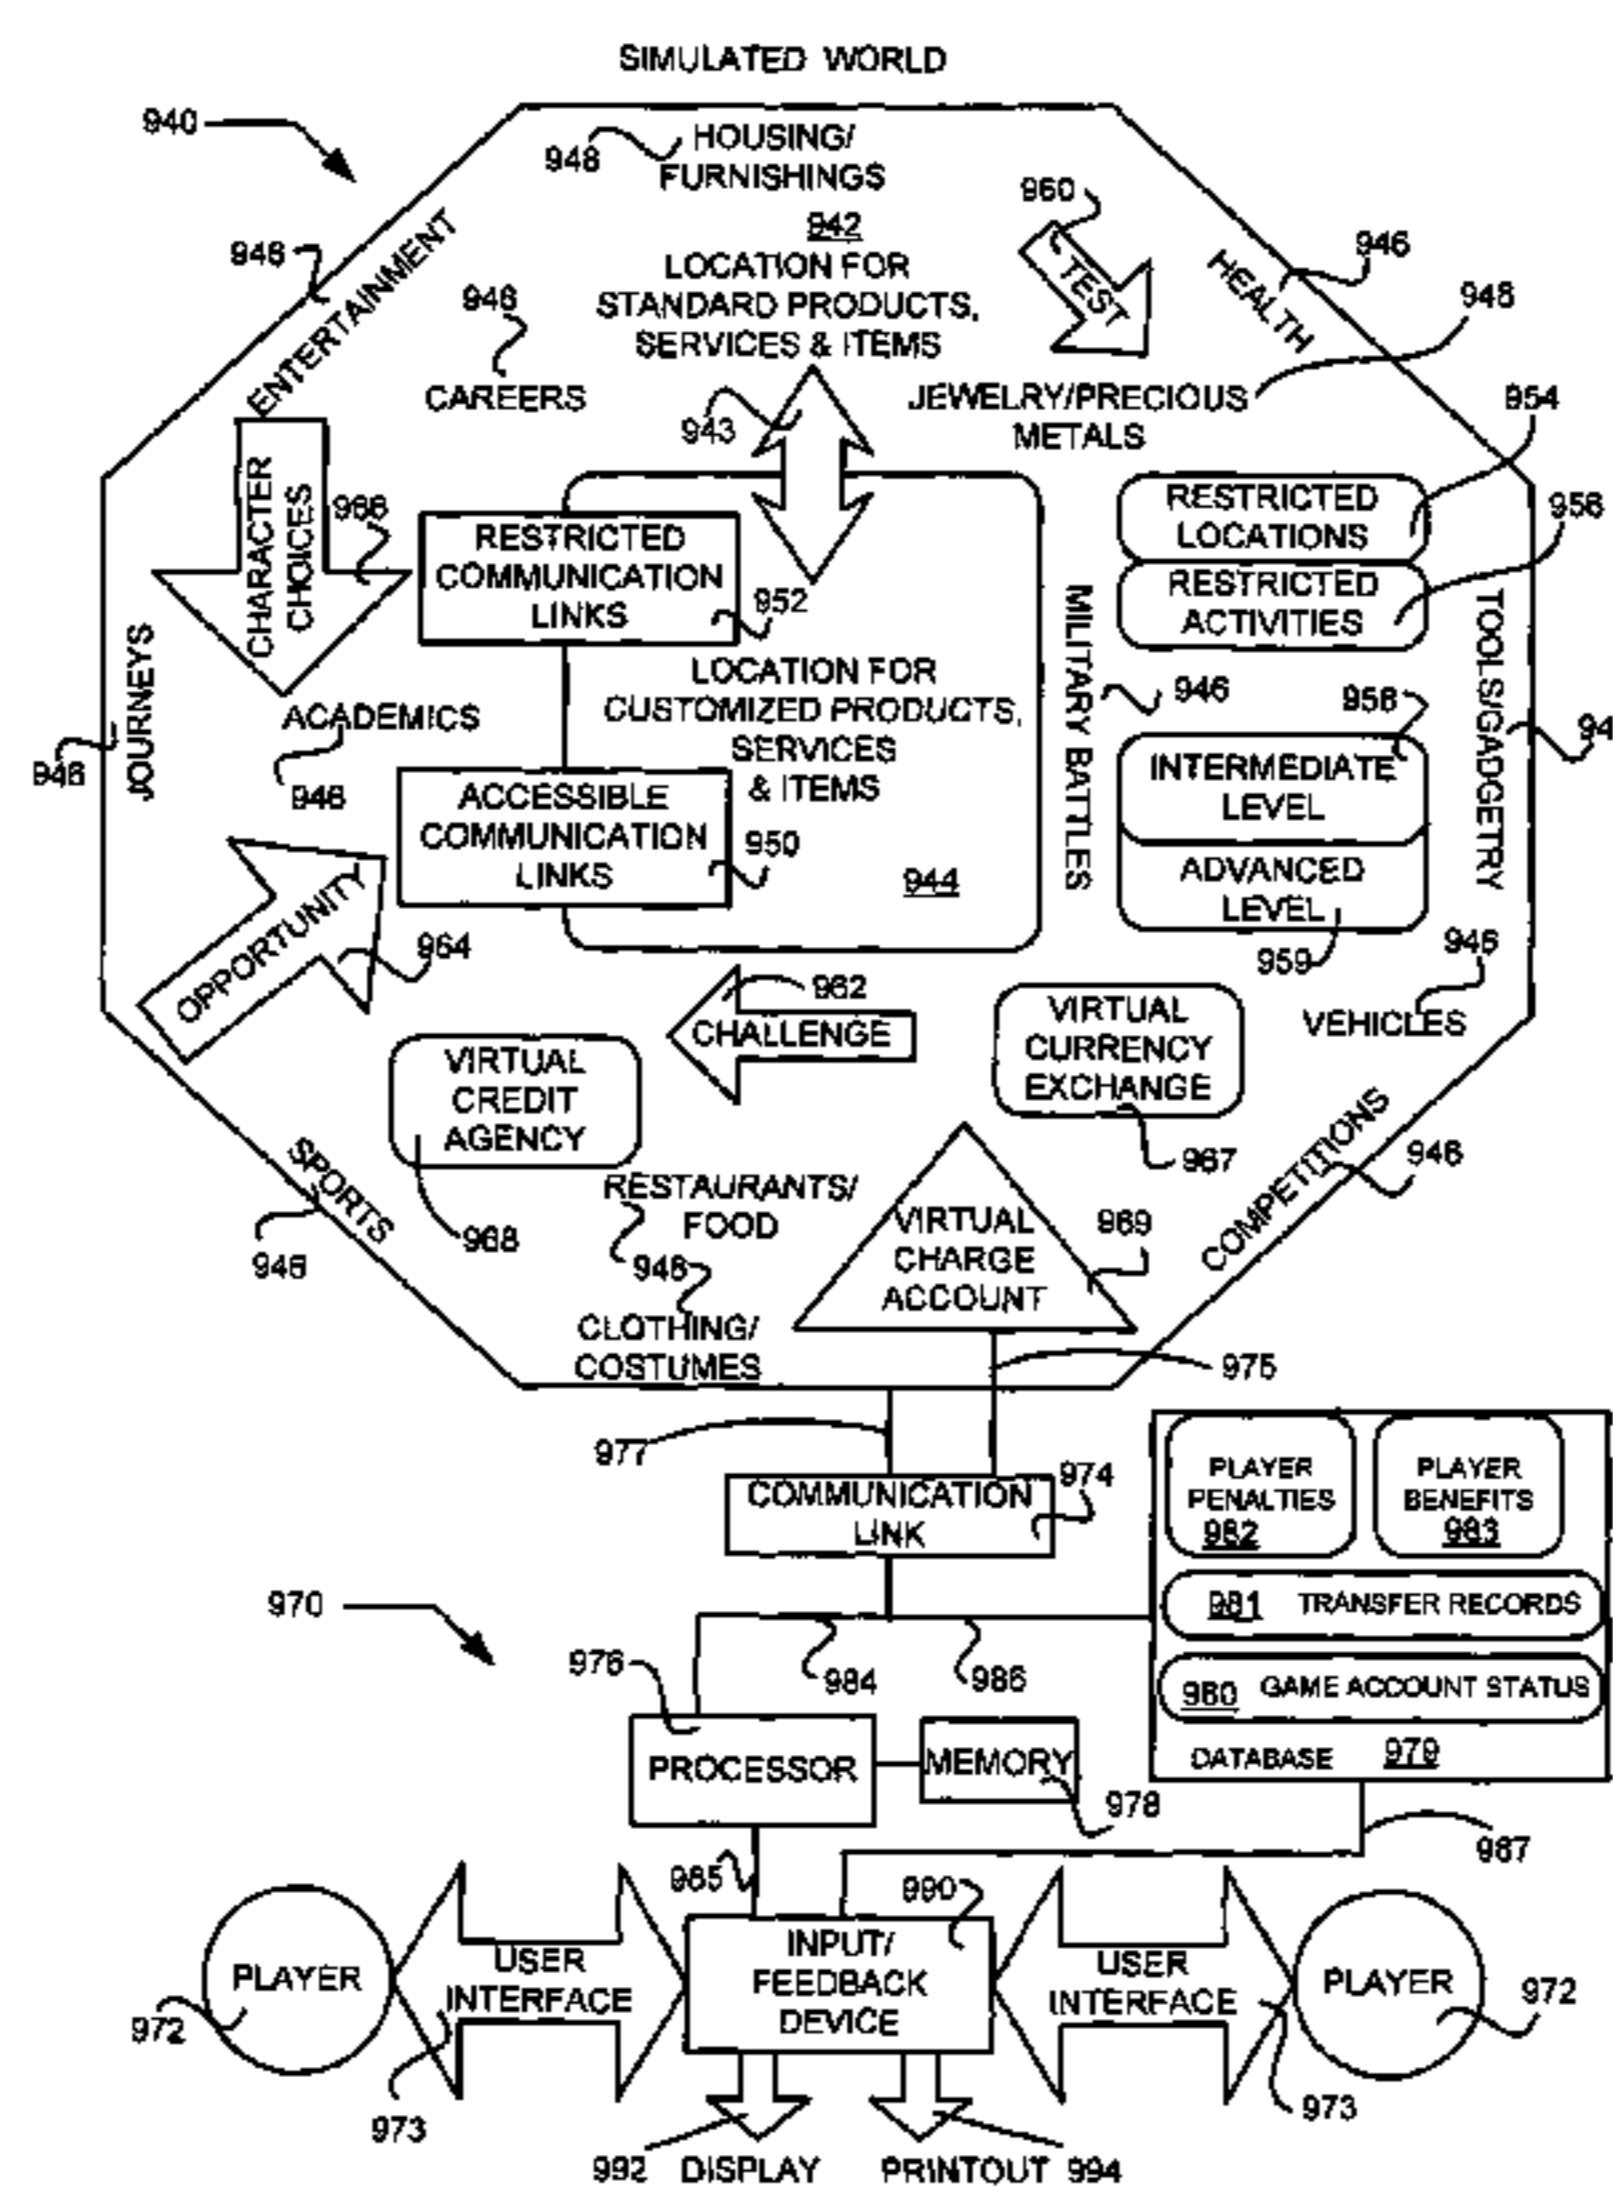 SIMULATED WORLD
940
948
HOUSING/
FURNISHINGS
960
942
946
ENTERTAINMENT
946
LOCATION FOR
STANDARD PRODUCTS,
SERVICES & ITEMS
TEST
HEALTH
946
948
CAREERS
943
JEWELRY/PRECIOUS
METALS
954
CHARACTER
CHOICES
966
RESTRICTED
COMMUNICATION
LINKS
952
RESTRICTED
LOCATIONS
956
RESTRICTED
ACTIVITIES
JOURNEYS
946
ACADEMICS
946
LOCATION FOR
CUSTOMIZED PRODUCTS,
SERVICES
& ITEMS
MILITARY BATTLES
946
958
TOOLS/GADGETRY
94
INTERMEDIATE
LEVEL
ACCESSIBLE
COMMUNICATION
LINKS
950
944
ADVANCED
LEVEL
959
OPPORTUNITY
964
962
CHALLENGE
946
VEHICLES
VIRTUAL
CREDIT
AGENCY
968
VIRTUAL
CURRENCY
EXCHANGE
967
SPORTS
946
RESTAURANTS/
FOOD
946
COMPETITIONS
946
VIRTUAL
CHARGE
ACCOUNT
969
CLOTHING/
COSTUMES
975
977
COMMUNICATION
LINK
974
PLAYER
PENALTIES
982
PLAYER
BENEFITS
983
970
981 TRANSFER RECORDS
976
984
986
980 GAME ACCOUNT STATUS
PROCESSOR
MEMORY
978
DATABASE 979
987
985
990
PLAYER
972
USER
INTERFACE
973
INPUT/
FEEDBACK
DEVICE
USER
INTERFACE
973
PLAYER
972
992 DISPLAY
PRINTOUT 994